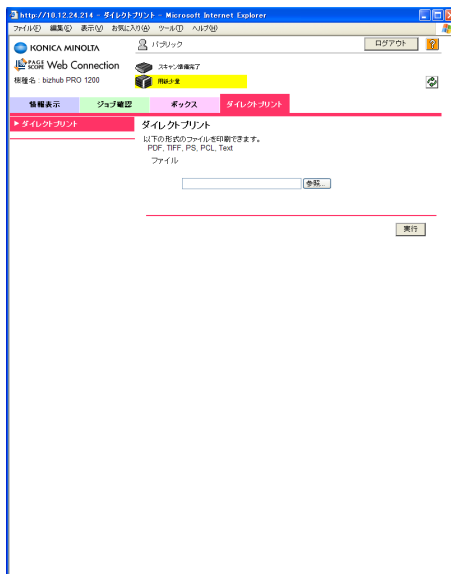 http://10.12.24.214 - ダイレクトプリント - Microsoft Internet Explorer
ファイル(F) 編集(E) 表示(V) お気に入り(A) ツール(T) ヘルプ(H)
KONICA MINOLTA
パブリック
ログアウト
?
PAGE SCOPE Web Connection
スキャン準備完了
機種名 : bizhub PRO 1200
用紙少量
情報表示 ジョブ確認 ボックス ダイレクトプリント
ダイレクトプリント
ダイレクトプリント
以下の形式のファイルを印刷できます。
PDF, TIFF, PS, PCL, Text
ファイル
参照...
実行